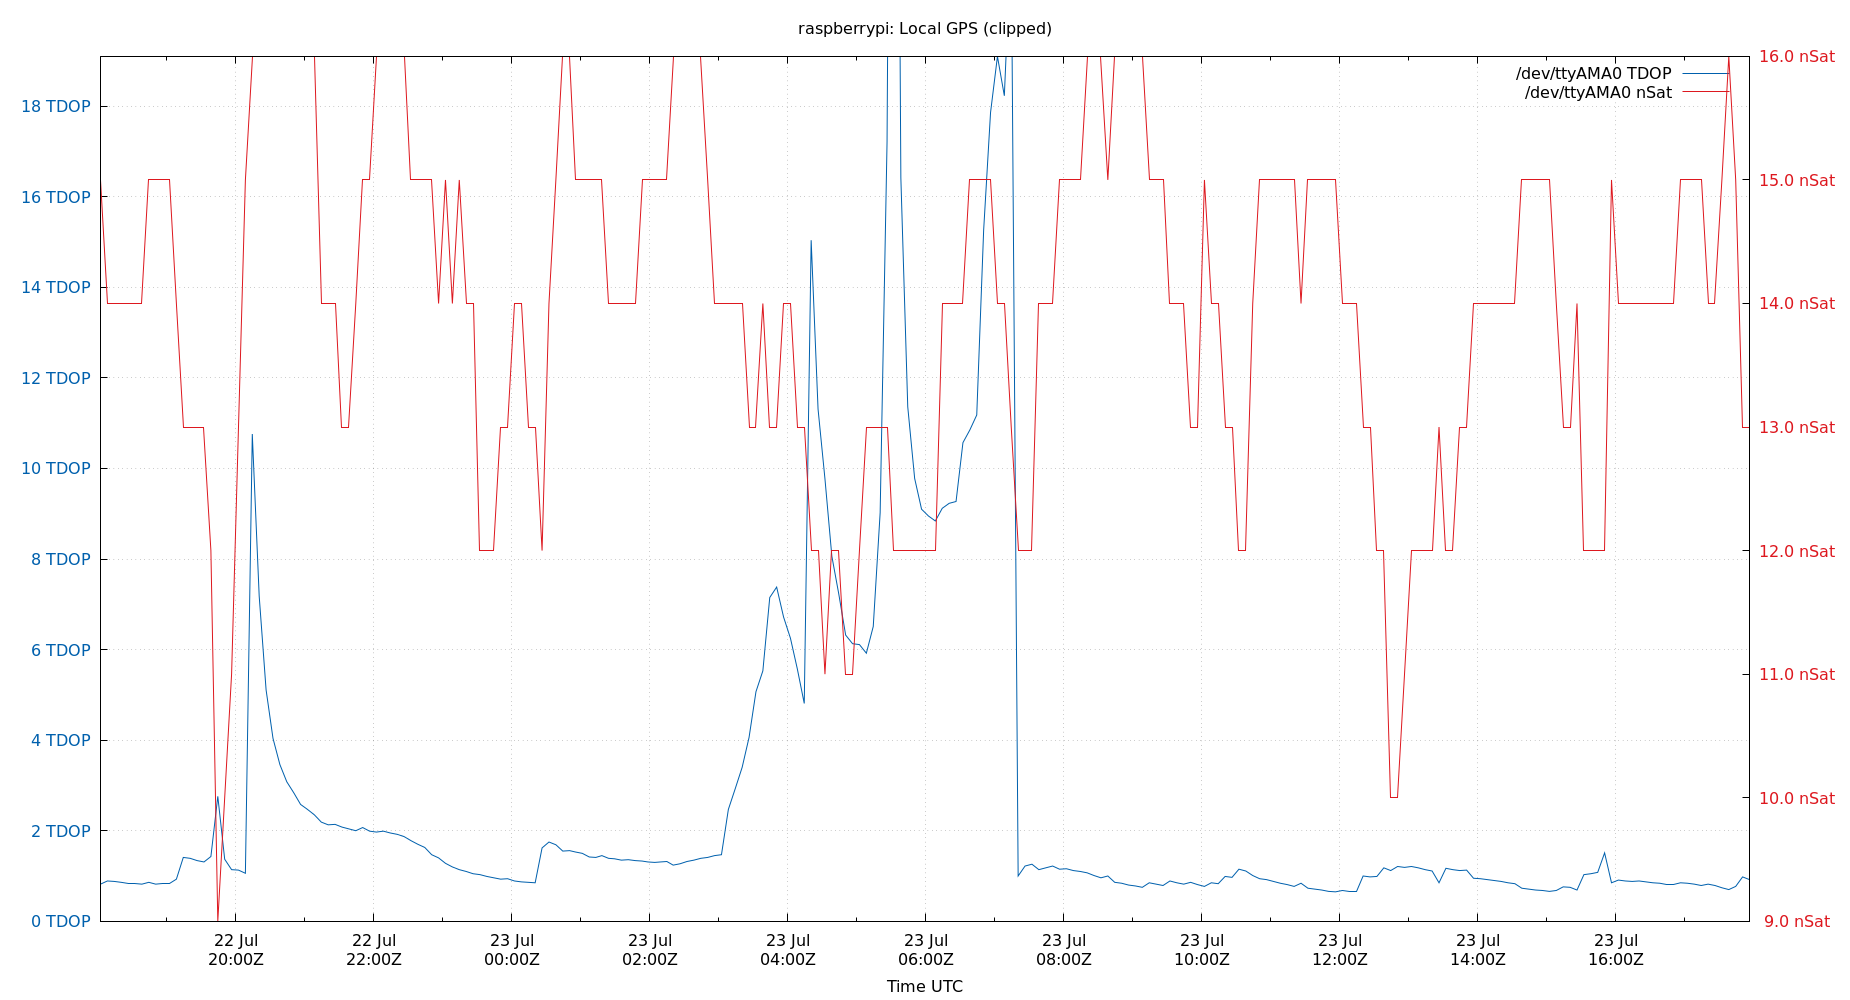 raspberrypi: Local GPS (clipped)
/dev/ttyAMA0 TDOP
/dev/ttyAMA0 nSat
18 TDOP
16 TDOP
14 TDOP
12 TDOP
10 TDOP
8 TDOP
6 TDOP
4 TDOP
2 TDOP
0 TDOP
16.0 nSat
15.0 nSat
14.0 nSat
13.0 nSat
12.0 nSat
11.0 nSat
10.0 nSat
9.0 nSat
22 Jul 22 Jul 23 Jul 23 Jul 23 Jul 23 Jul 23 Jul 23 Jul 23 Jul 23 Jul 23 Jul
20:00Z 22:00Z 00:00Z 02:00Z 04:00Z 06:00Z 08:00Z 10:00Z 12:00Z 14:00Z 16:00Z
Time UTC